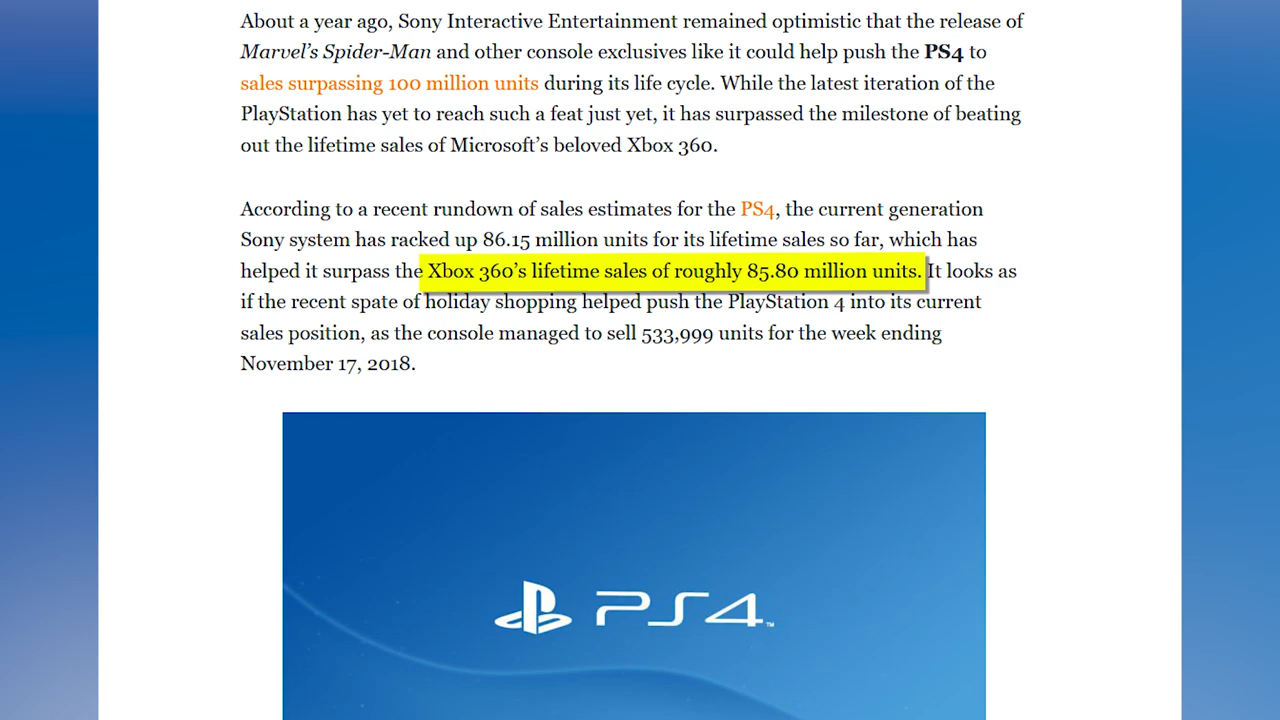 About a year ago, Sony Interactive Entertainment remained optimistic that the release of
Marvel’s Spider-Man and other console exclusives like it could help push the PS4 to
sales surpassing 100 million units during its life cycle. While the latest iteration of the
PlayStation has yet to reach such a feat just yet, it has surpassed the milestone of beating
out the lifetime sales of Microsoft’s beloved Xbox 360.
According to a recent rundown of sales estimates for the PS4, the current generation
Sony system has racked up 86.15 million units for its lifetime sales so far, which has
helped it surpass the Xbox 360’s lifetime sales of roughly 85.80 million units. It looks as
if the recent spate of holiday shopping helped push the PlayStation 4 into its current
sales position, as the console managed to sell 533,999 units for the week ending
November 17, 2018.
PS4™